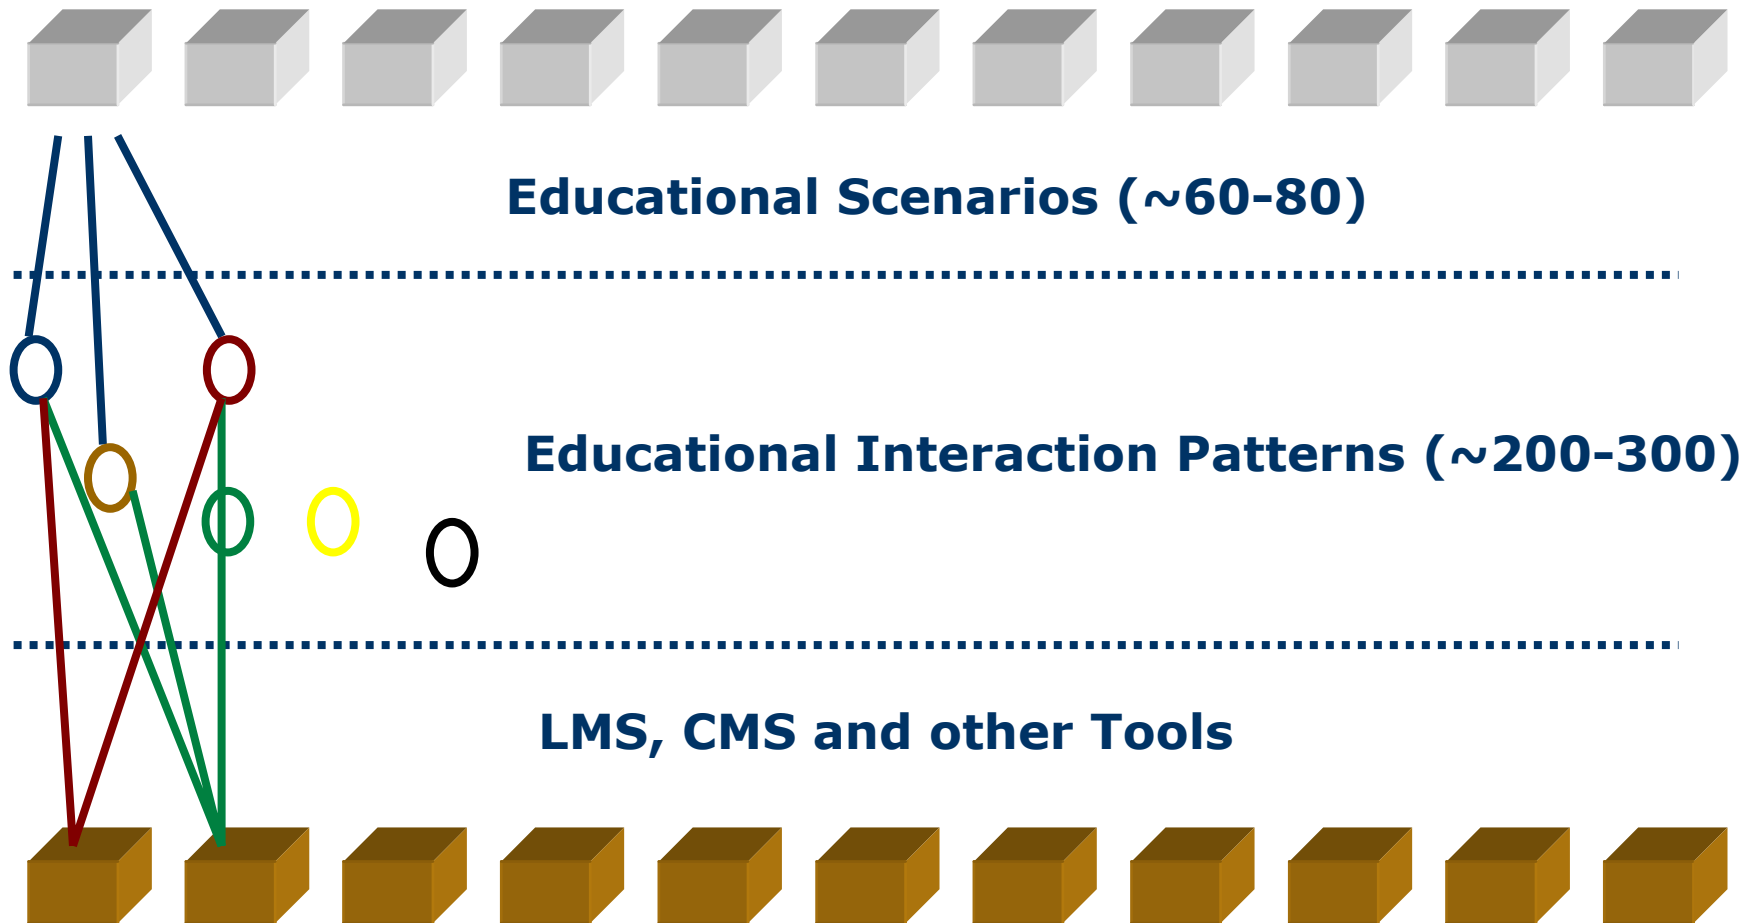 Educational Scenarios (~60-80)
Educational Interaction Patterns (~200-300)
LMS, CMS and other Tools